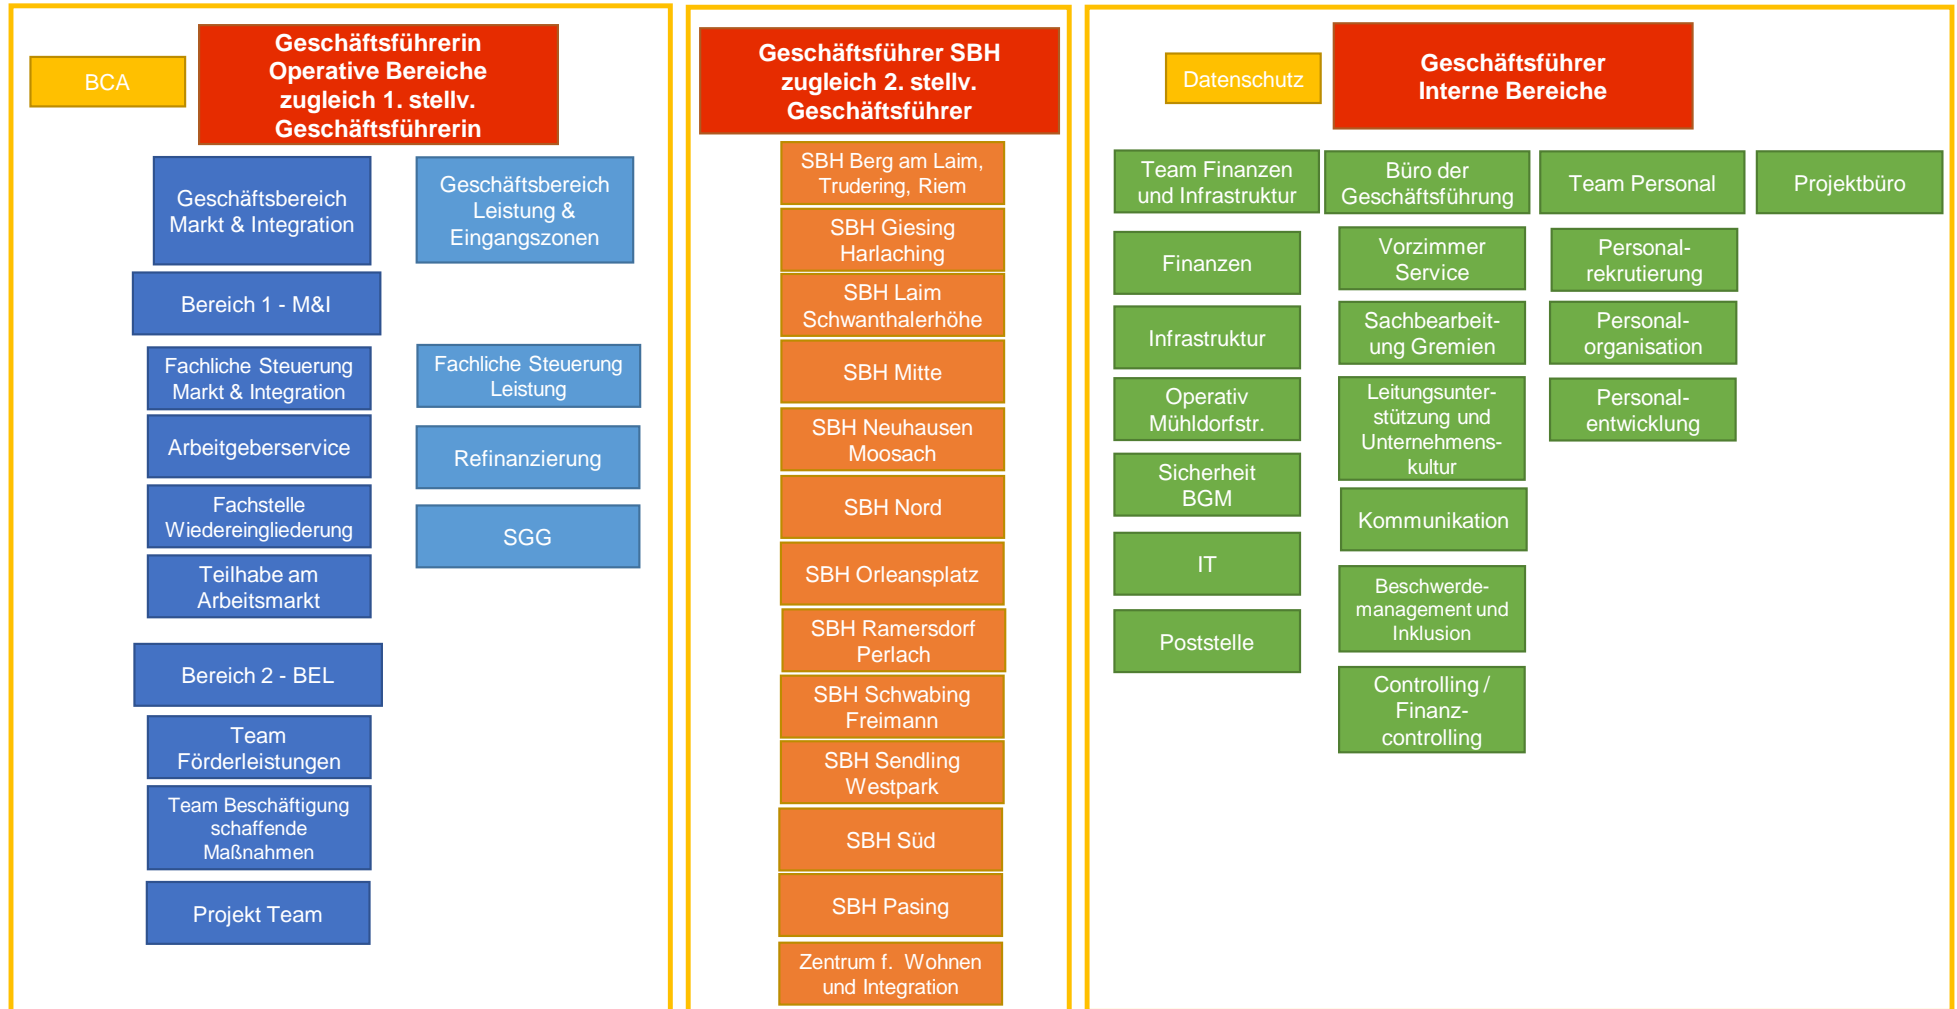 BCA
Geschäftsführerin
Operative Bereiche
zugleich 1. stellv.
Geschäftsführerin
Geschäftsbereich
Markt & Integration
Bereich 1 - M&I
Fachliche Steuerung
Markt & Integration
Arbeitgeberservice
Fachstelle
Wiedereingliederung
Teilhabe am
Arbeitsmarkt
Bereich 2 - BEL
Team
Förderleistungen
Team Beschäftigung
schaffende
Maßnahmen
Projekt Team
Geschäftsbereich
Leistung &
Eingangszonen
Fachliche Steuerung
Leistung
Refinanzierung
SGG
Geschäftsführer SBH
zugleich 2. stellv.
Geschäftsführer
SBH Berg am Laim,
Trudering, Riem
SBH Giesing
Harlaching
SBH Laim
Schwanthalerhöhe
SBH Mitte
SBH Neuhausen
Moosach
SBH Nord
SBH Orleansplatz
SBH Ramersdorf
Perlach
SBH Schwabing
Freimann
SBH Sendling
Westpark
SBH Süd
SBH Pasing
Zentrum f. Wohnen
und Integration
Datenschutz
Geschäftsführer
Interne Bereiche
Team Finanzen
und Infrastruktur
Finanzen
Infrastruktur
Operativ
Mühldorfstr.
Sicherheit
BGM
IT
Poststelle
Büro der
Geschäftsführung
Vorzimmer
Service
Sachbearbeit-
ung Gremien
Leitungsunter-
stützung und
Unternehmens-
kultur
Kommunikation
Beschwerde-
management und
Inklusion
Controlling /
Finanz-
controlling
Team Personal
Personal-
rekrutierung
Personal-
organisation
Personal-
entwicklung
Projektbüro